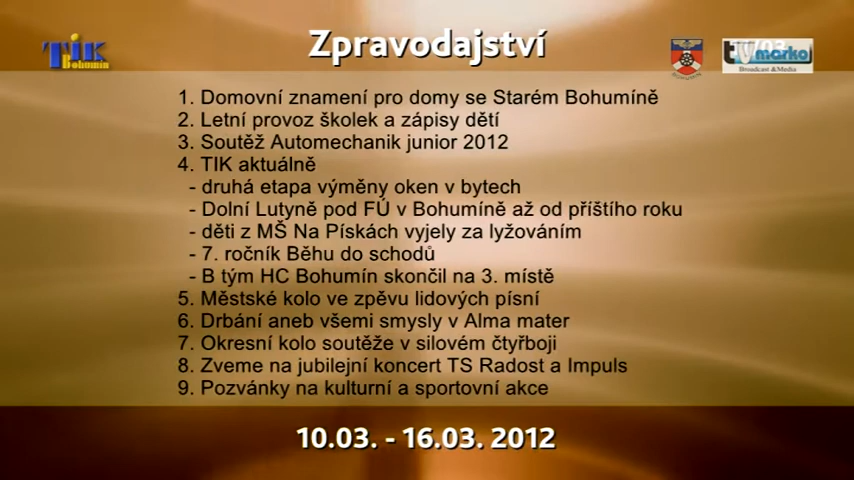 TIK
Bohumín
Zpravodajství
BOHUMÍN
tv marko
Broadcast & Media
1. Domovní znamení pro domy se Starém Bohumíně
2. Letní provoz školek a zápisy dětí
3. Soutěž Automechanik junior 2012
4. TIK aktuálně
- druhá etapa výměny oken v bytech
- Dolní Lutyně pod FÚ v Bohumíně až od příštího roku
- děti z MŠ Na Pískách vyjely za lyžováním
- 7. ročník Běhu do schodů
- B tým HC Bohumín skončil na 3. místě
5. Městské kolo ve zpěvu lidových písní
6. Drbání aneb všemi smysly v Alma mater
7. Okresní kolo soutěže v silovém čtyřboji
8. Zveme na jubilejní koncert TS Radost a Impuls
9. Pozvánky na kulturní a sportovní akce
10.03. - 16.03. 2012